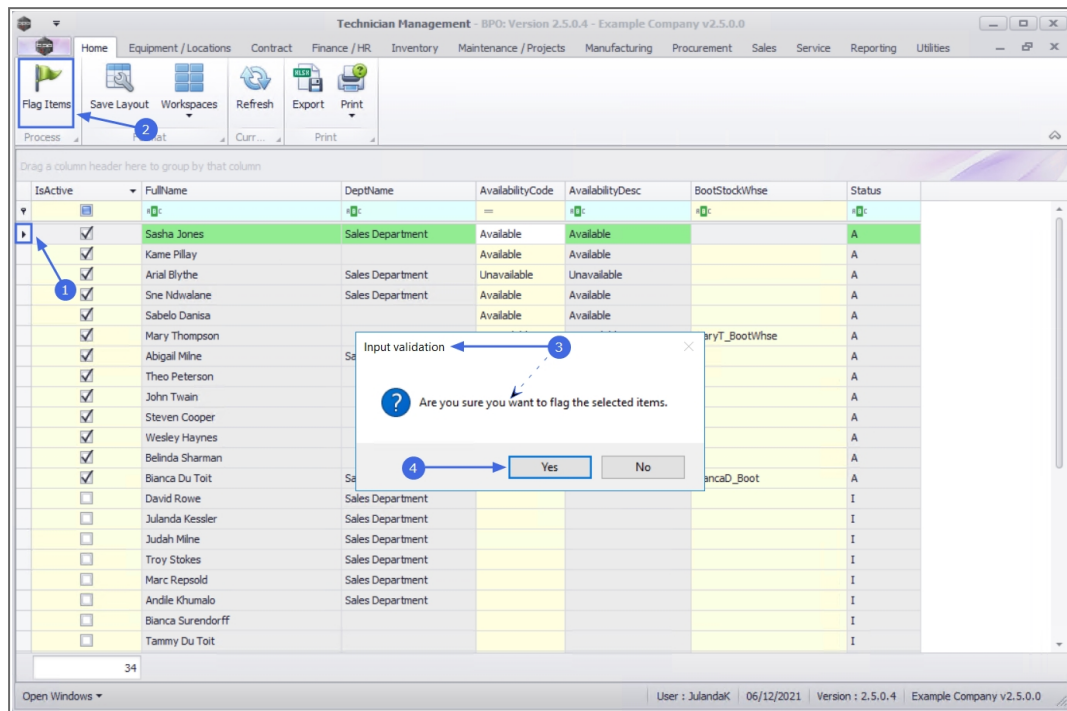 Technician Management - BPO: Version 2.5.0.4 - Example Company v2.5.0.0
Home Equipment / Locations Contract Finance / HR Inventory Maintenance / Projects Manufacturing Procurement Sales Service Reporting Utilities
Flag Items Save Layout Workspaces Refresh Export Print
XLSX
2
Process Curr... Print
Drag a column header here to group by that column
IsActive FullName DeptName AvailabilityCode AvailabilityDesc BootStockWhse Status
=
Sasha Jones Sales Department Available Available A
Kame Pillay Available Available A
1
Arial Blythe Sales Department Unavailable Unavailable A
Sne Ndwalane Sales Department Available Available A
Sabelo Danisa Available Available A
Mary Thompson aryT_BootWhse A
Input validation 3
Abigail Milne Sa A
Theo Peterson A
John Twain A
Are you sure you want to flag the selected items.
?
Steven Cooper A
Wesley Haynes A
Belinda Sharman A
4 Yes No
Bianca Du Toit Sa ancaD_Boot A
David Rowe Sales Department I
Julanda Kessler Sales Department I
Judah Milne Sales Department I
Troy Stokes Sales Department I
Marc Repsold Sales Department I
Andile Khumalo Sales Department I
Bianca Surendorff I
Tammy Du Toit I
34
Open Windows User : JulandaK 06/12/2021 Version : 2.5.0.4 Example Company v2.5.0.0